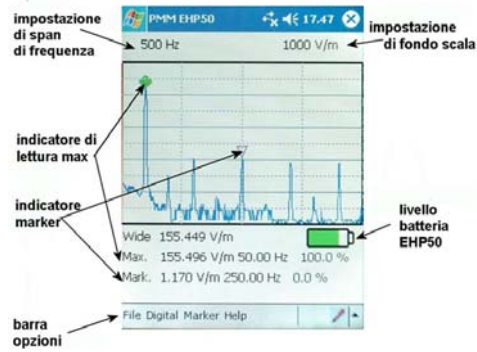 impostazione
di span
di frequenza
PMM EHP50
17.47
impostazione
di fondo scala
500 Hz
1000 V/m
indicatore di
lettura max
indicatore
marker
livello
batteria
EHP50
Wide 155.449 V/m
Max. 155.496 V/m 50.00 Hz 100.0 %
Mark. 1.170 V/m 250.00 Hz 0.0 %
barra
opzioni
File Digital Marker Help